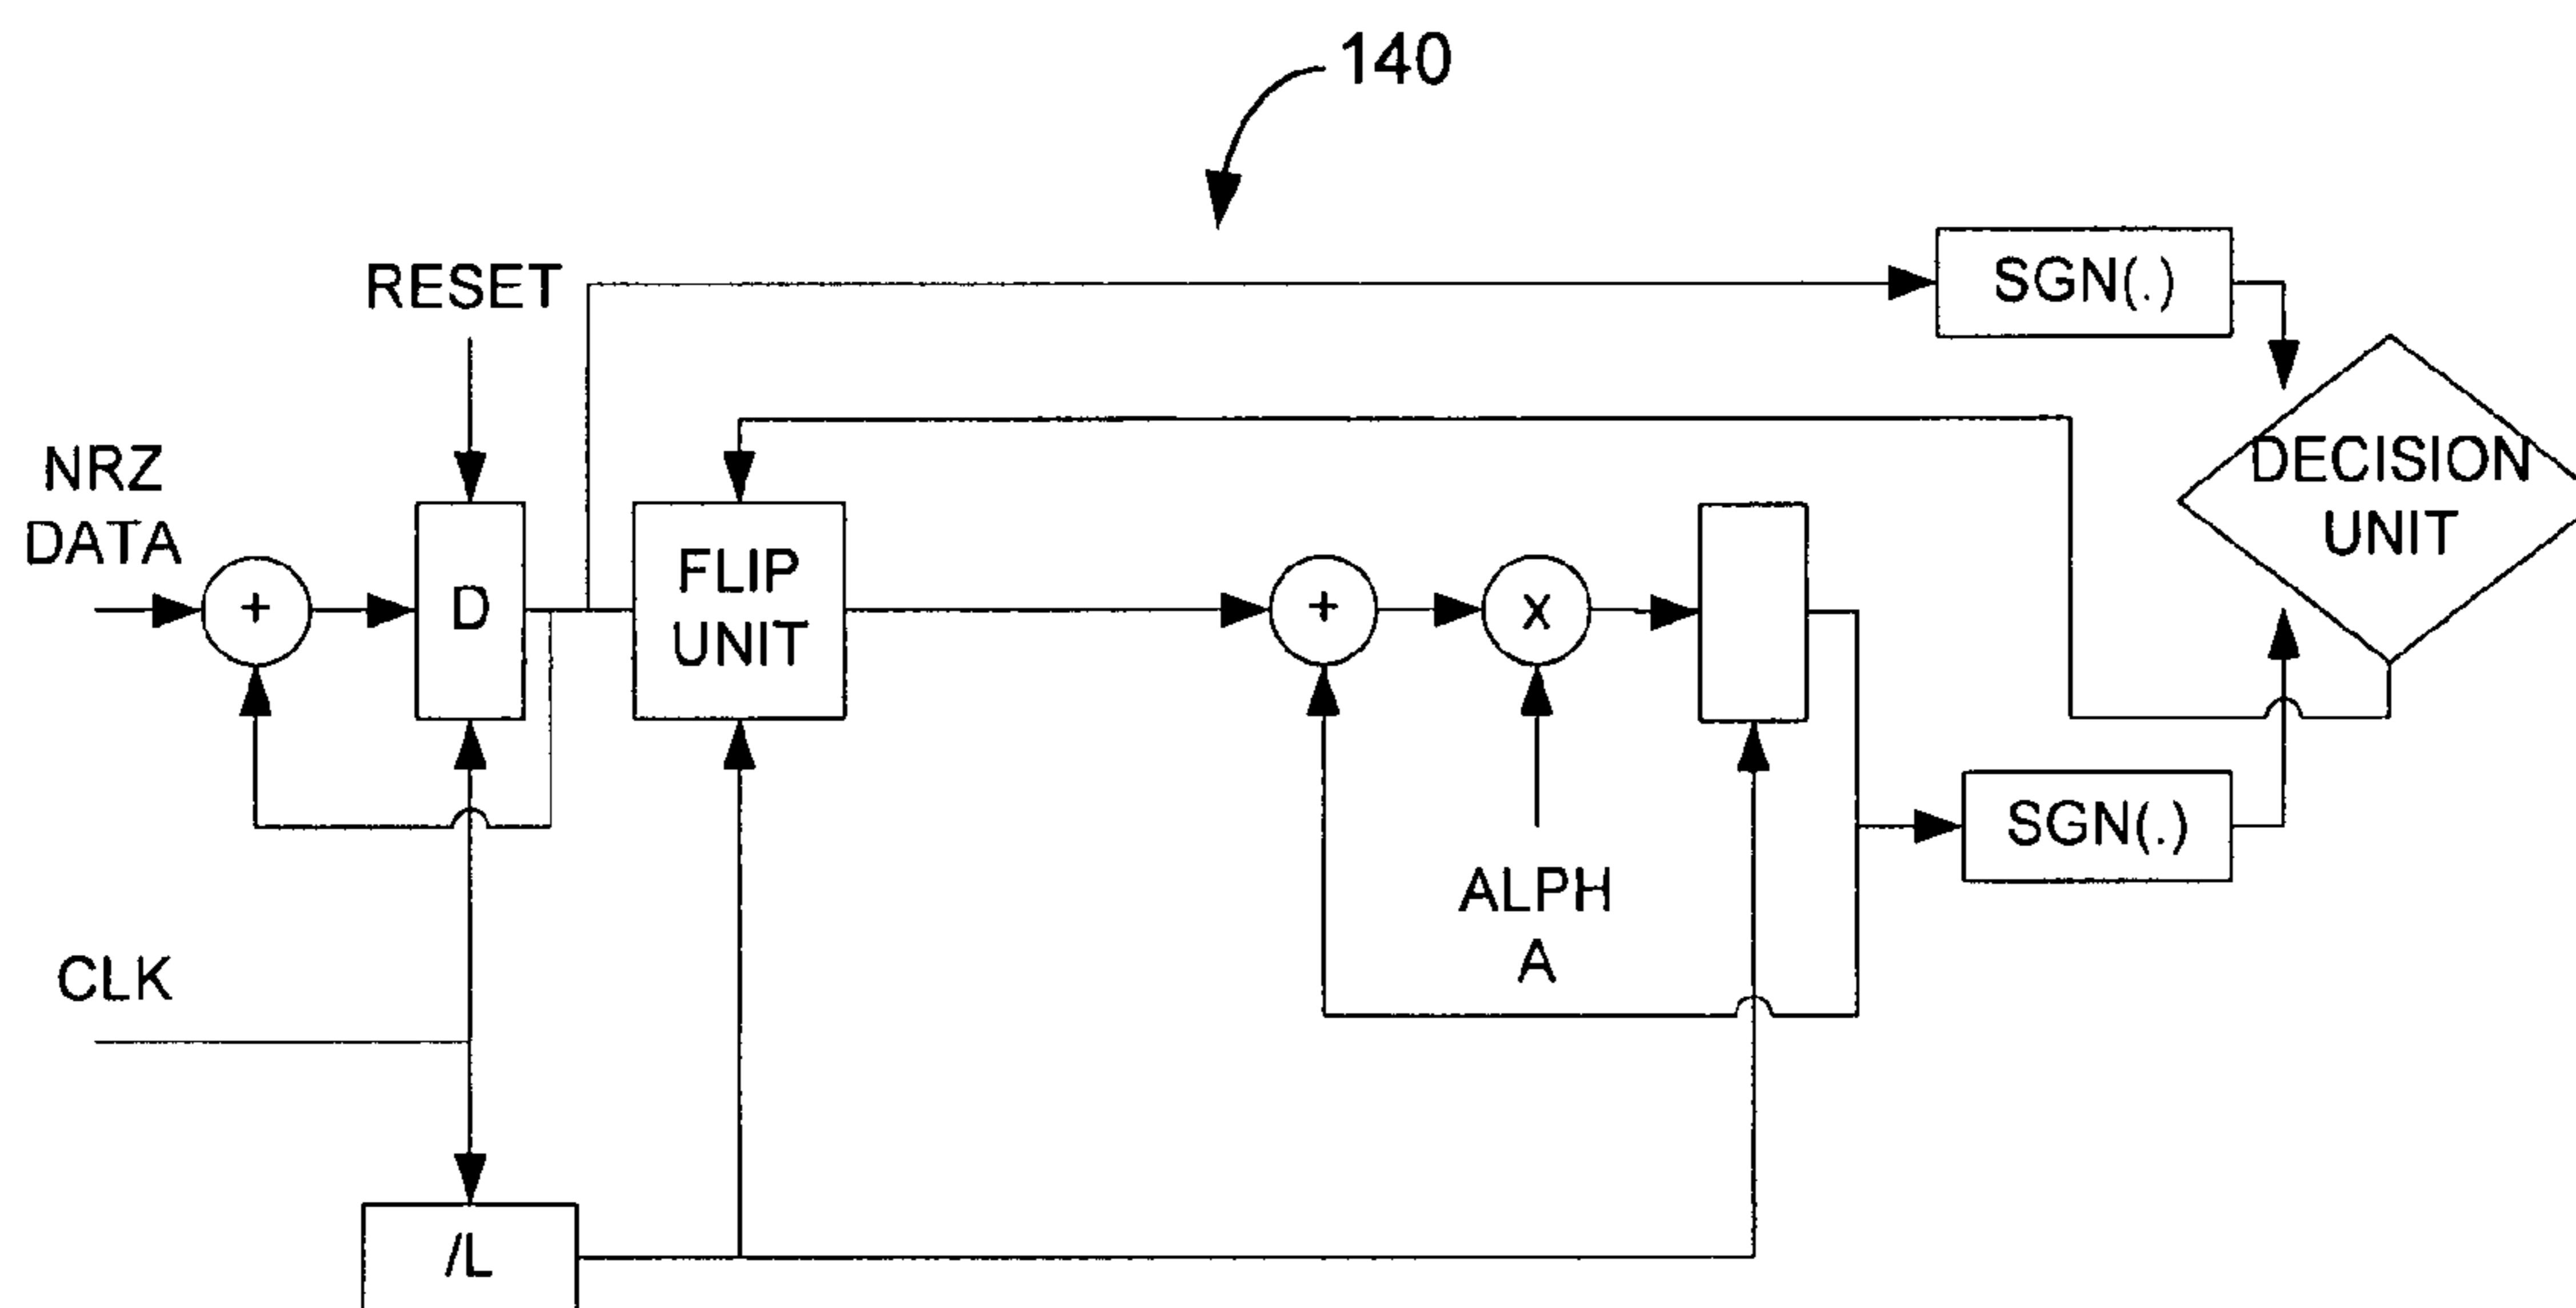 140
RESET
SGN(.)
NRZ
DATA
+
D
FLIP
UNIT
+
X
DECISION
UNIT
ALPH
A
SGN(.)
CLK
/L